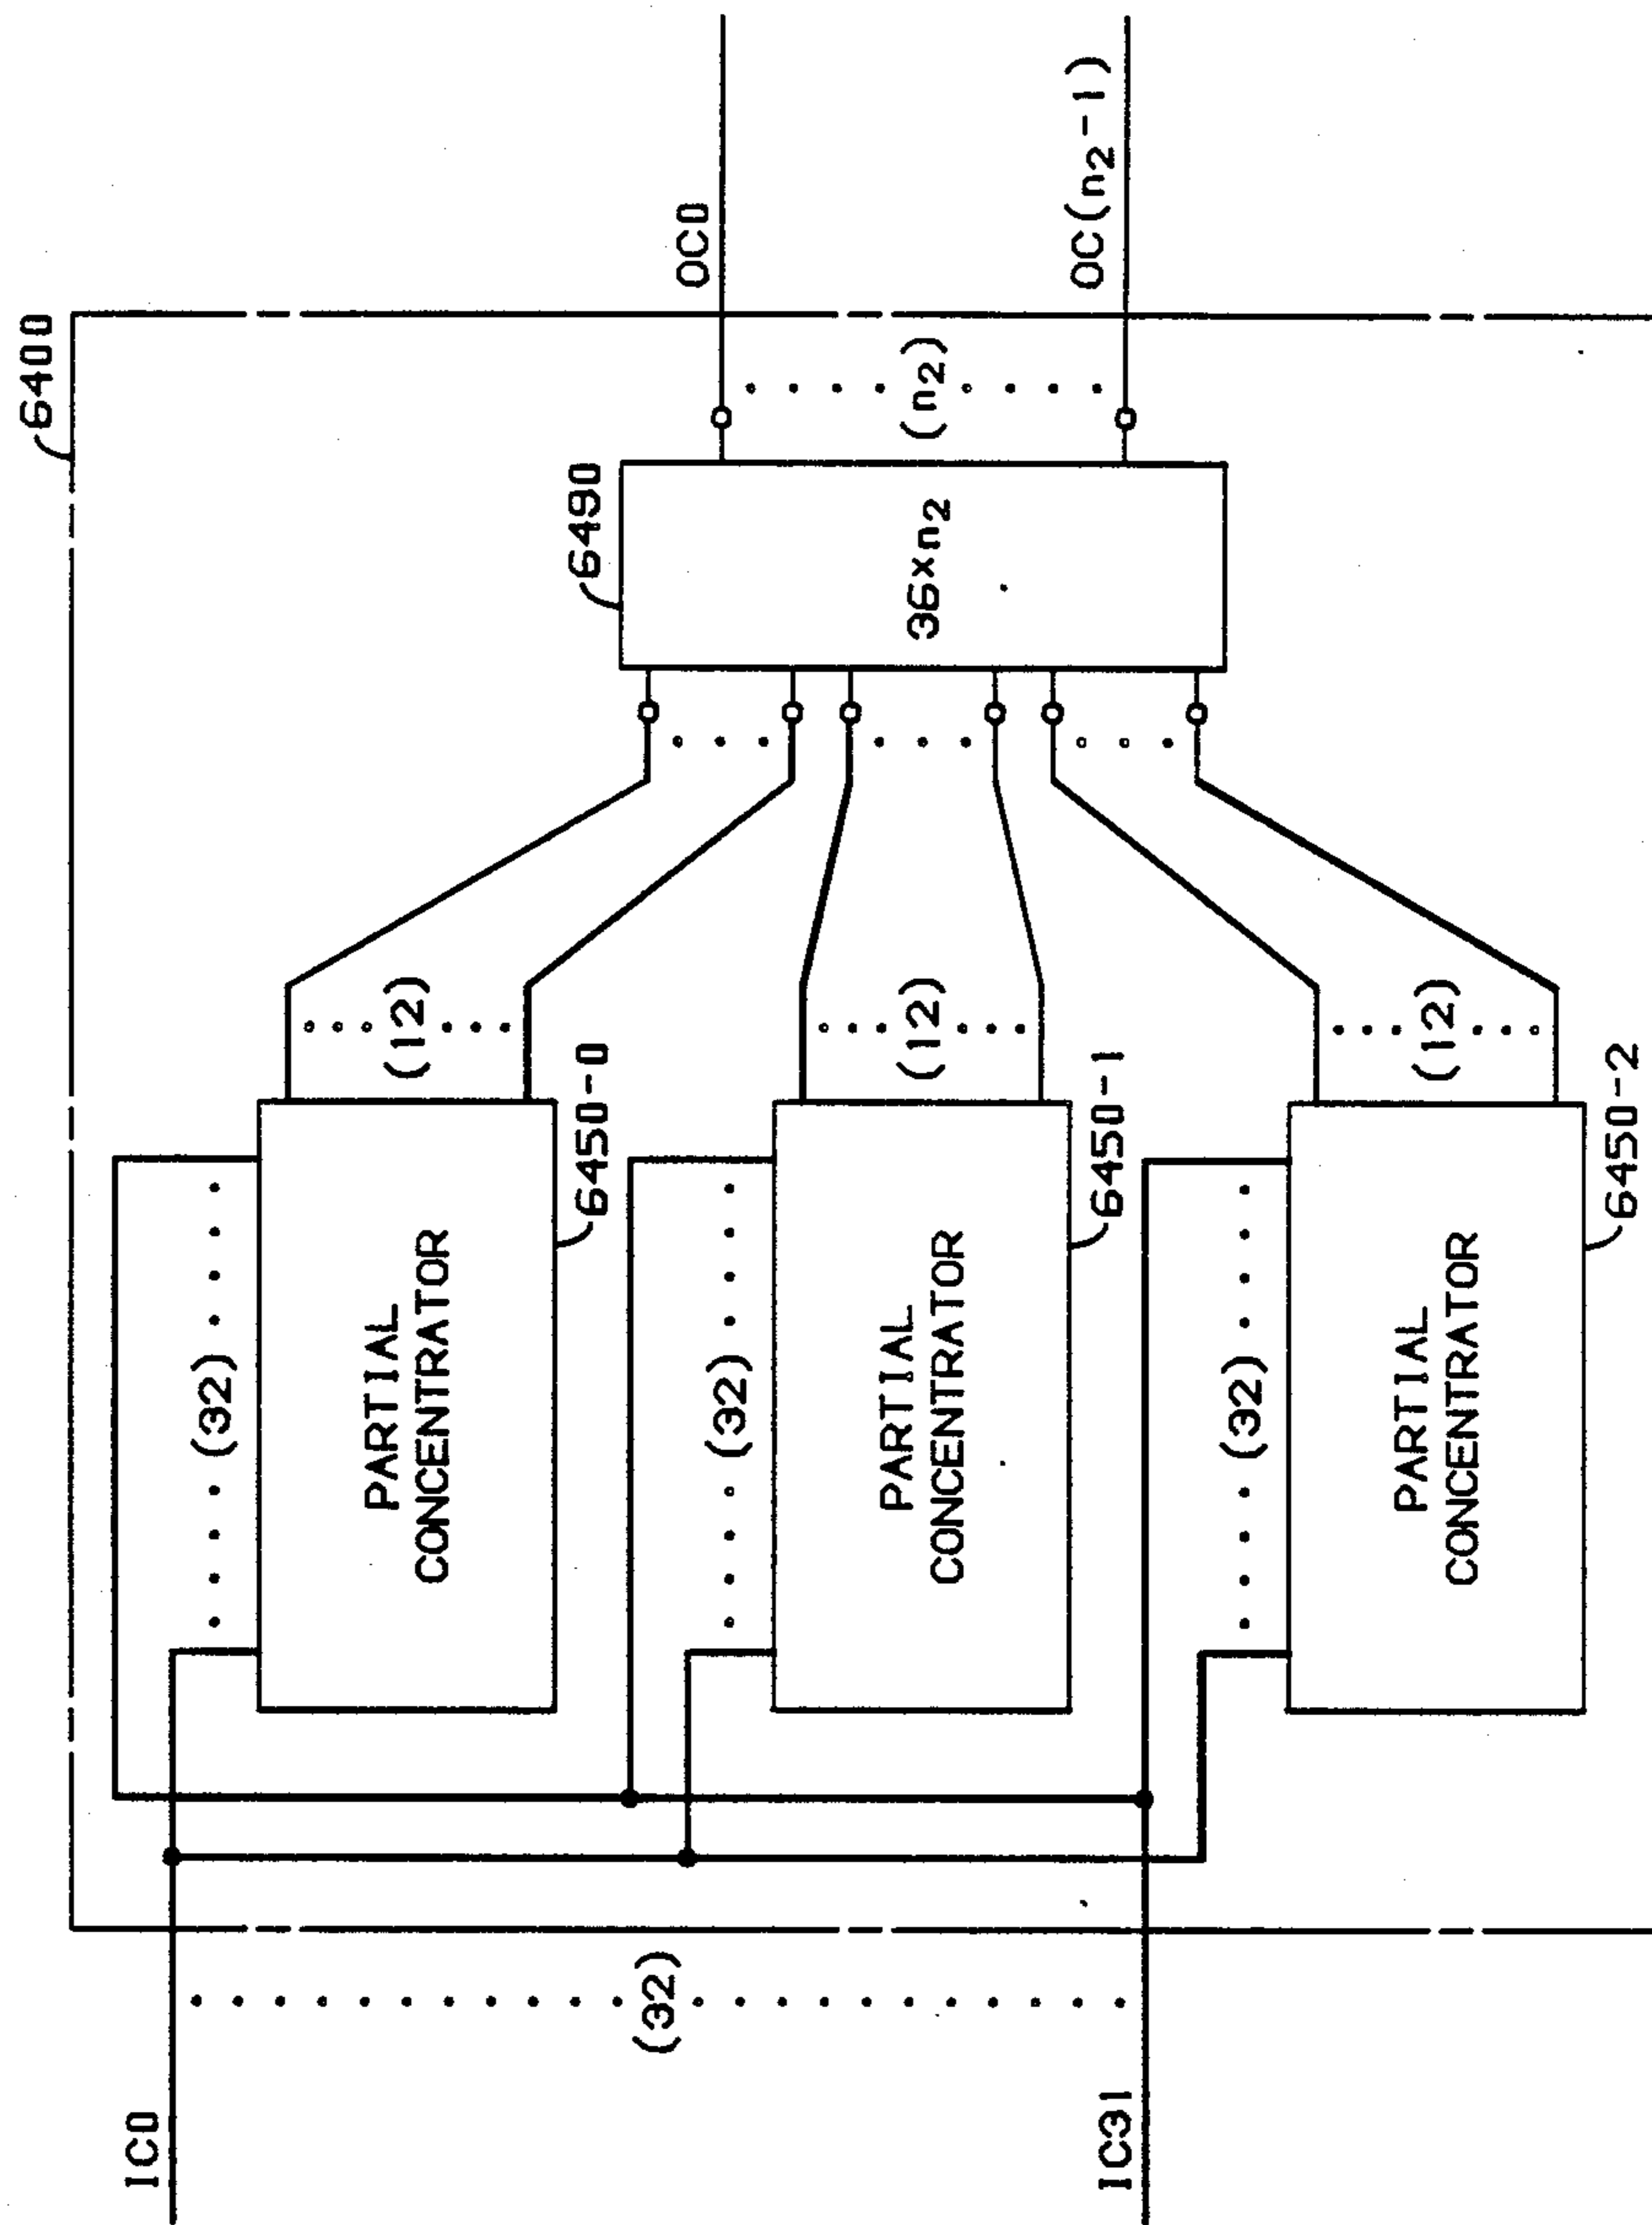 6400
IC0
(32)
IC31
(32)
PARTIAL
CONCENTRATOR
6450-0
(12)
(32)
PARTIAL
CONCENTRATOR
6450-1
(12)
(32)
PARTIAL
CONCENTRATOR
6450-2
(12)
6490
36×n₂
(n₂)
OC0
OC(n₂-1)